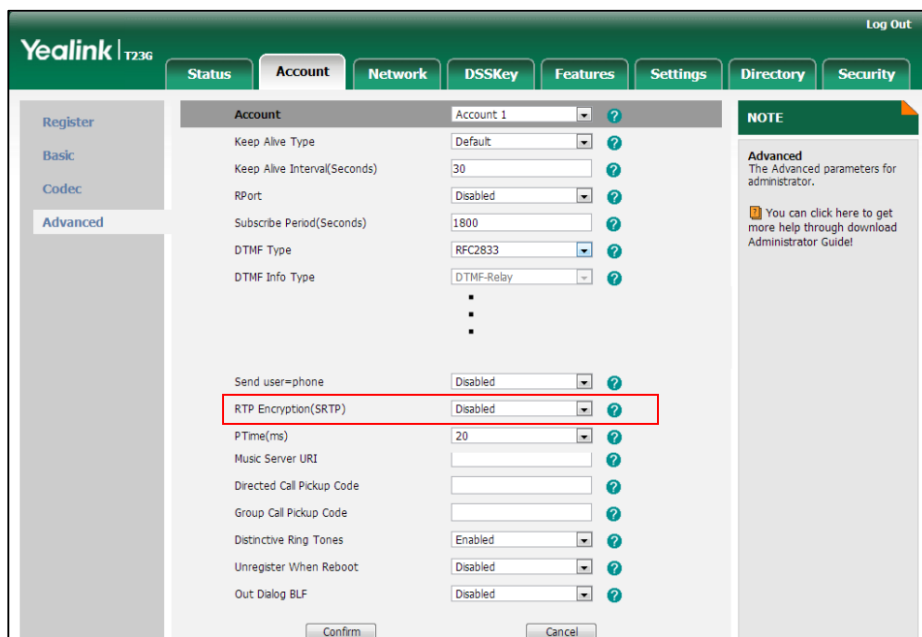 Log Out
Yealink T23G
Status Account Network DSSKey Features Settings Directory Security
Register
Basic
Codec
Advanced
Account Account 1 ?
Keep Alive Type Default ?
Keep Alive Interval(Seconds) 30 ?
RPort Disabled ?
Subscribe Period(Seconds) 1800 ?
DTMF Type RFC2833 ?
DTMF Info Type DTMF-Relay ?
Send user=phone Disabled ?
RTP Encryption(SRTP) Disabled ?
PTime(ms) 20 ?
Music Server URI ?
Directed Call Pickup Code ?
Group Call Pickup Code ?
Distinctive Ring Tones Enabled ?
Unregister When Reboot Disabled ?
Out Dialog BLF Disabled ?
Confirm Cancel
NOTE
Advanced
The Advanced parameters for
administrator.
? You can click here to get
more help through download
Administrator Guide!